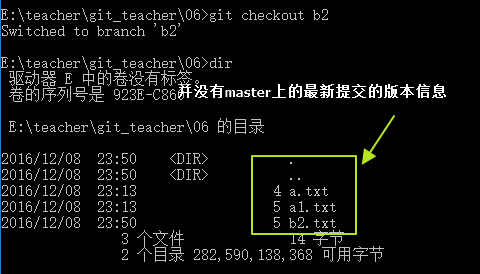 E:\teacher\git_teacher\06>git checkout b2
Switched to branch 'b2'
E:\teacher\git_teacher\06>dir
驱动器 E 中的卷没有标签。
卷的序列号是 923E-C86
并没有master上的最新提交的版本信息
E:\teacher\git_teacher\06 的目录
2016/12/08 23:50 <DIR> .
2016/12/08 23:50 <DIR> ..
2016/12/08 23:13 4 a.txt
2016/12/08 23:13 5 a1.txt
2016/12/08 23:50 5 b2.txt
3 个文件 14 字节
2 个目录 282,590,138,368 可用字节